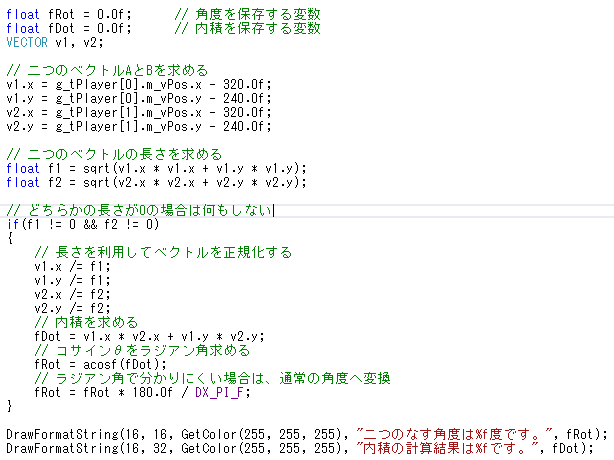 float fRot = 0.0f;      // 角度を保存する変数
float fDot = 0.0f;      // 内積を保存する変数
VECTOR v1, v2;
// 二つのベクトルAとBを求める
v1.x = g_tPlayer[0].m_vPos.x - 320.0f;
v1.y = g_tPlayer[0].m_vPos.y - 240.0f;
v2.x = g_tPlayer[1].m_vPos.x - 320.0f;
v2.y = g_tPlayer[1].m_vPos.y - 240.0f;
// 二つのベクトルの長さを求める
float f1 = sqrt(v1.x * v1.x + v1.y * v1.y);
float f2 = sqrt(v2.x * v2.x + v2.y * v2.y);
// どちらかの長さが0の場合は何もしない
if(f1 != 0 && f2 != 0)
{
    // 長さを利用してベクトルを正規化する
    v1.x /= f1;
    v1.y /= f1;
    v2.x /= f2;
    v2.y /= f2;
    // 内積を求める
    fDot = v1.x * v2.x + v1.y * v2.y;
    // コサインθをラジアン角求める
    fRot = acosf(fDot);
    // ラジアン角で分かりにくい場合は、通常の角度へ変換
    fRot = fRot * 180.0f / DX_PI_F;
}
DrawFormatString(16, 16, GetColor(255, 255, 255), "二つのなす角度は%f度です。", fRot);
DrawFormatString(16, 32, GetColor(255, 255, 255), "内積の計算結果は%fです。", fDot);